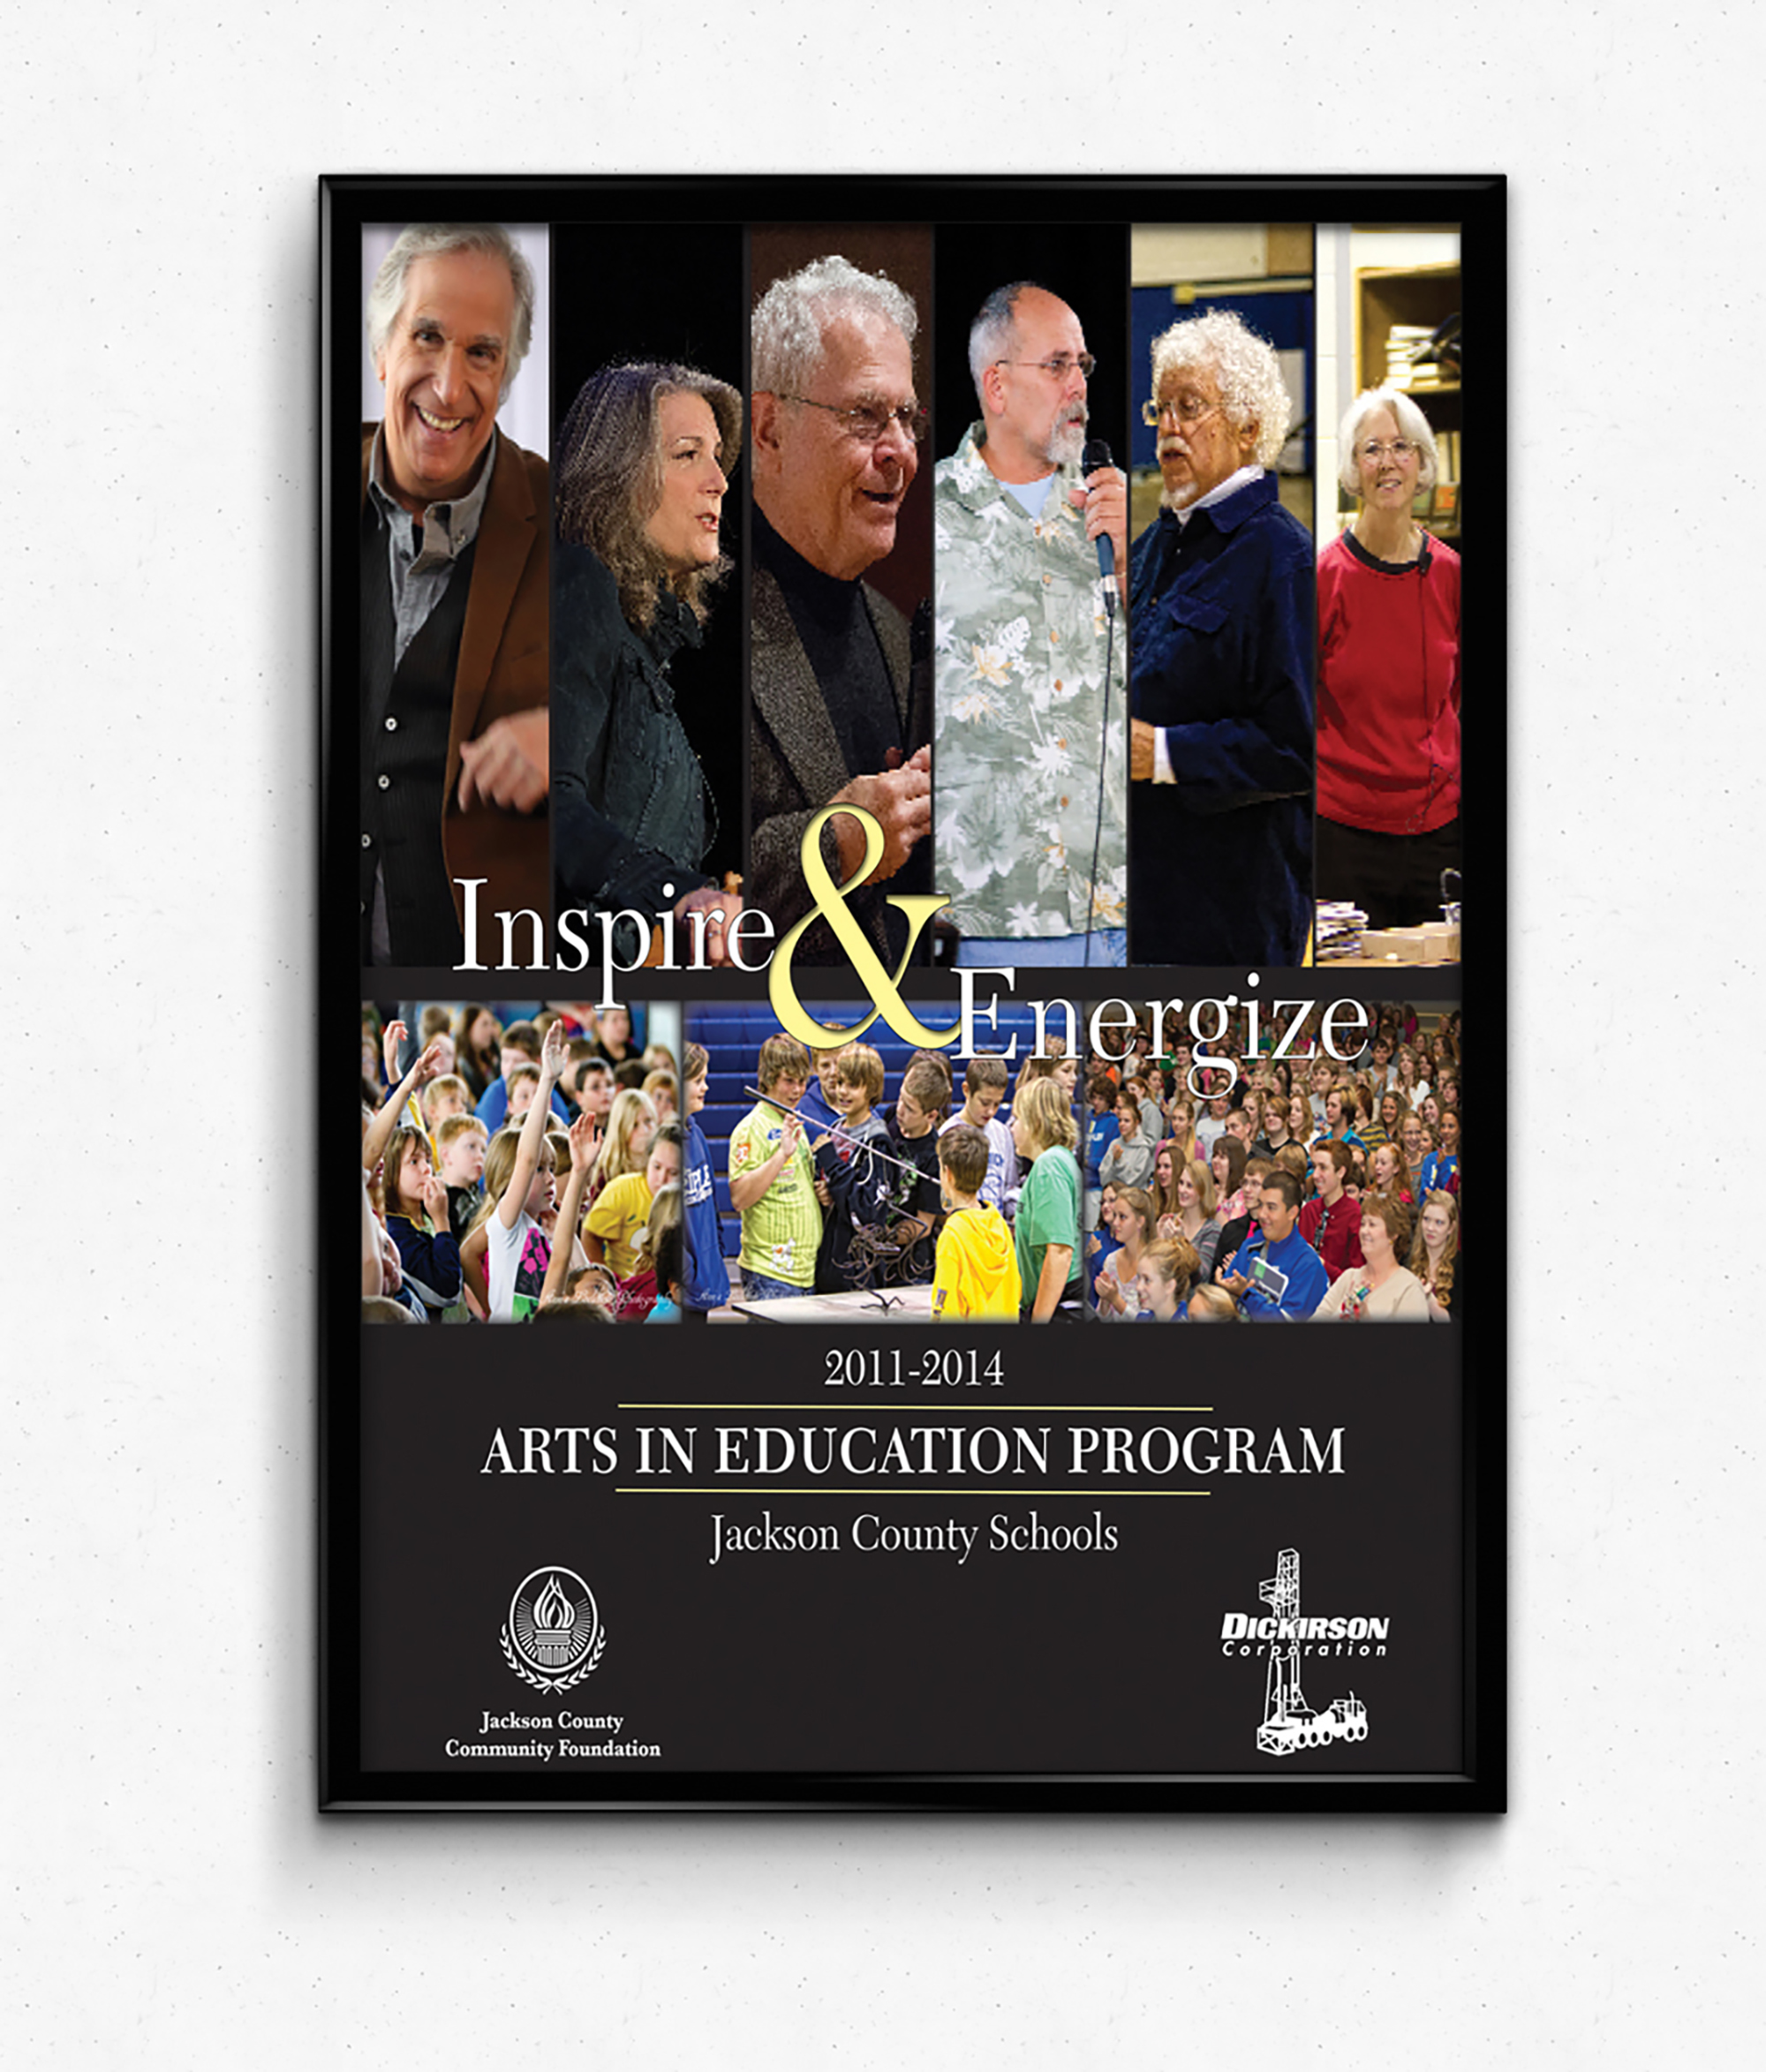 Inspire & Energize
2011-2014
ARTS IN EDUCATION PROGRAM
Jackson County Schools
Jackson County
Community Foundation
DICKIRSON
Corporation